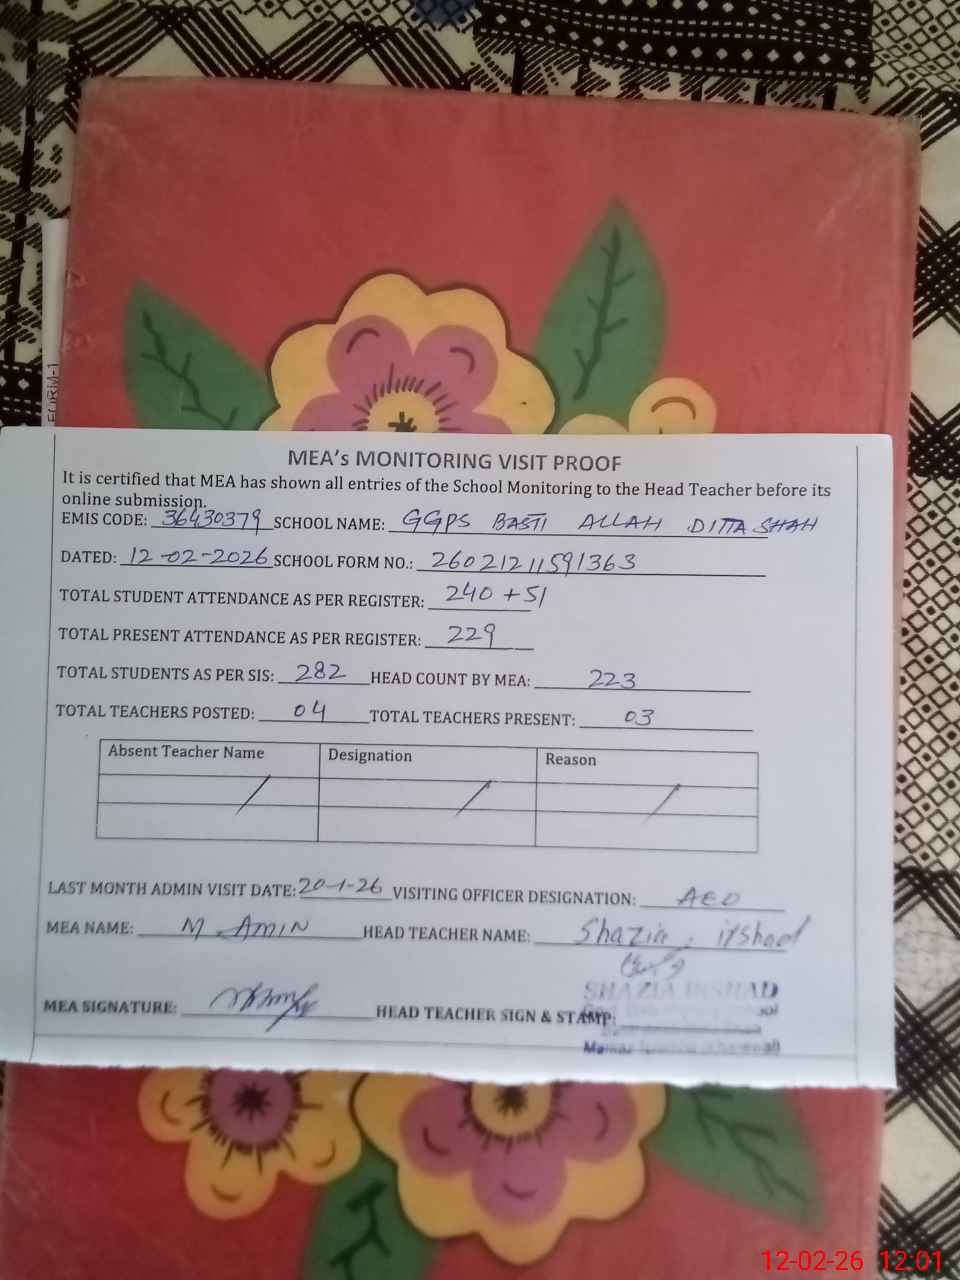 FORM-1
MEA's MONITORING VISIT PROOF
It is certified that MEA has shown all entries of the School Monitoring to the Head Teacher before its
online submission.
EMIS CODE: 36430379 SCHOOL NAME: GGPS BASTI ALLAH DITTA SHAH
DATED: 12-02-2026 SCHOOL FORM NO.: 26021211591363
TOTAL STUDENT ATTENDANCE AS PER REGISTER: 240 + 51
TOTAL PRESENT ATTENDANCE AS PER REGISTER: 229
TOTAL STUDENTS AS PER SIS: 282 HEAD COUNT BY MEA: 223
TOTAL TEACHERS POSTED: 04 TOTAL TEACHERS PRESENT: 03
Absent Teacher Name Designation Reason
LAST MONTH ADMIN VISIT DATE: 20-1-26 VISITING OFFICER DESIGNATION: AEO
MEA NAME: M AMIN HEAD TEACHER NAME: Shazia irshad
SHAZIA IRSHAD
MEA SIGNATURE: HEAD TEACHER SIGN & STAMP:
12-02-26 12:01